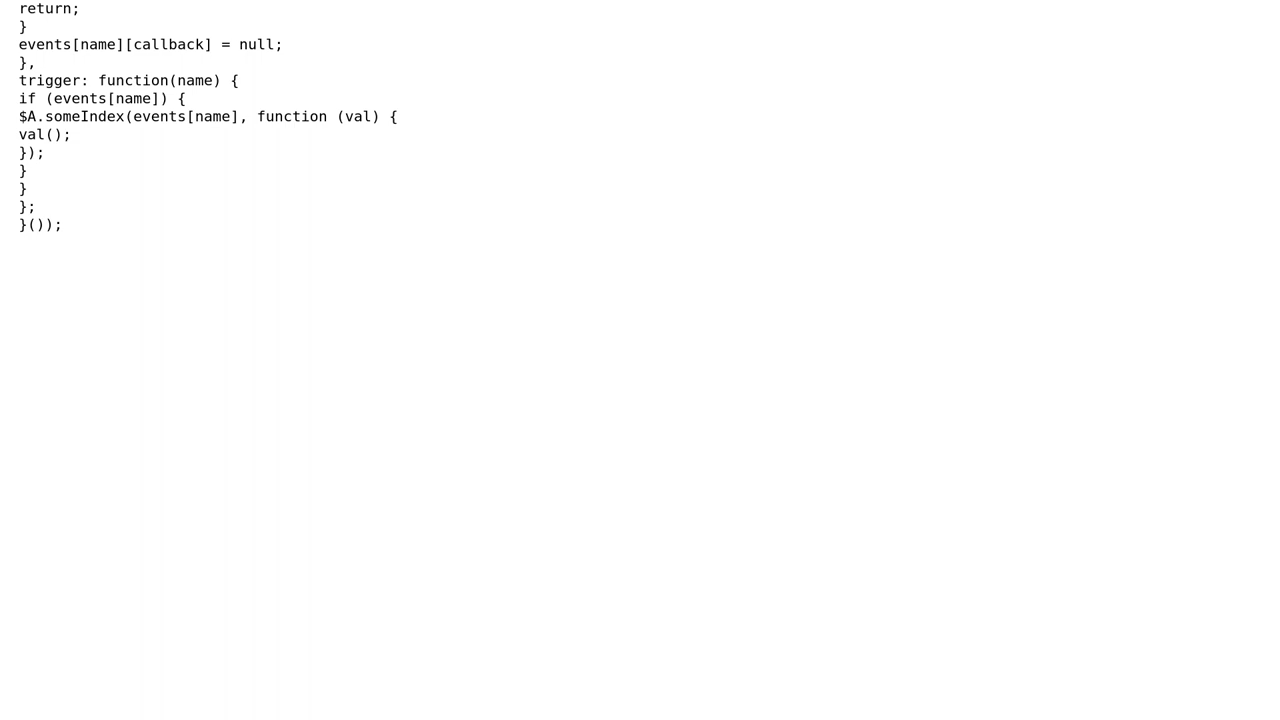 return;
}
events[name][callback] = null;
},
trigger: function(name) {
if (events[name]) {
$A.someIndex(events[name], function (val) {
val();
});
}
}
};
}());